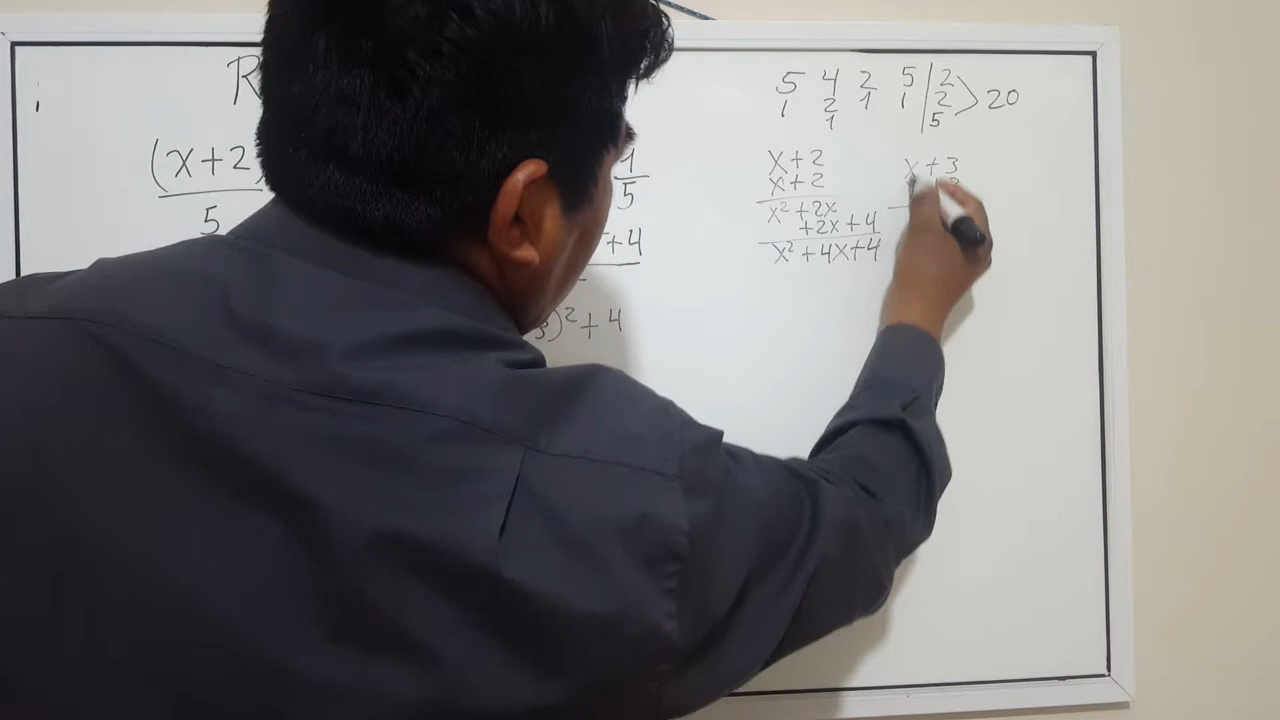 R
(x+2)
5
1
5
+4
)² + 4
5 4 2 5 | 2
1 2 1 1 | 2 > 20
1 | 5
x+2
x+2
x² +2x
+2x+4
x² +4x+4
x+3